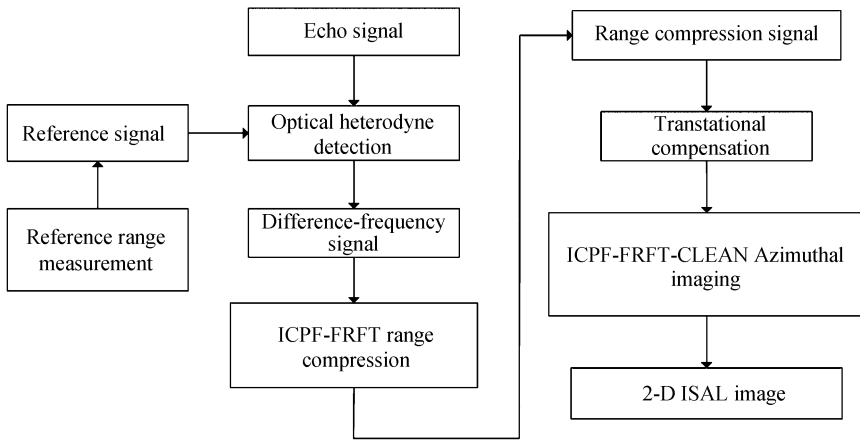 Echo signal
Reference signal
Optical heterodyne
detection
Reference range
measurement
Difference-frequency
signal
ICPF-FRFT range
compression
Range compression signal
Transtational
compensation
ICPF-FRFT-CLEAN Azimuthal
imaging
2-D ISAL image